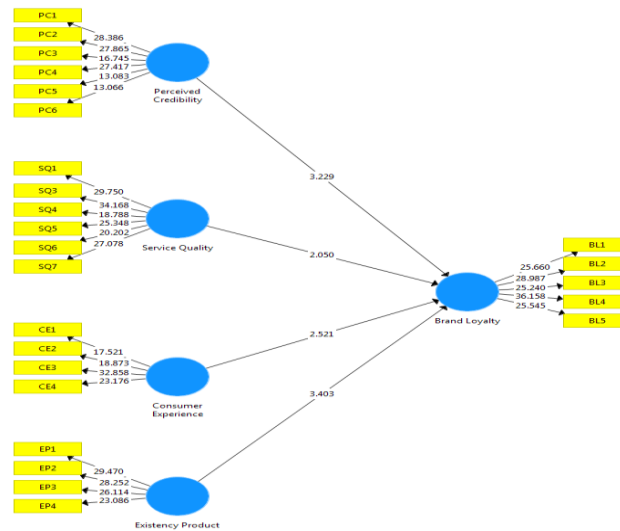 PC1
PC2
PC3
PC4
PC5
PC6
28.386
27.865
16.745
27.417
13.083
13.066
Perceived
Credibility
3.229
SQ1
SQ3
SQ4
SQ5
SQ6
SQ7
29.750
34.168
18.788
25.348
20.202
27.078
Service Quality
2.050
BL1
BL2
BL3
BL4
BL5
25.660
28.987
25.240
36.158
25.545
Brand Loyalty
CE1
CE2
CE3
CE4
17.521
18.873
32.858
23.176
Consumer
Experience
2.521
3.403
EP1
EP2
EP3
EP4
29.470
28.252
26.114
23.086
Existency Product